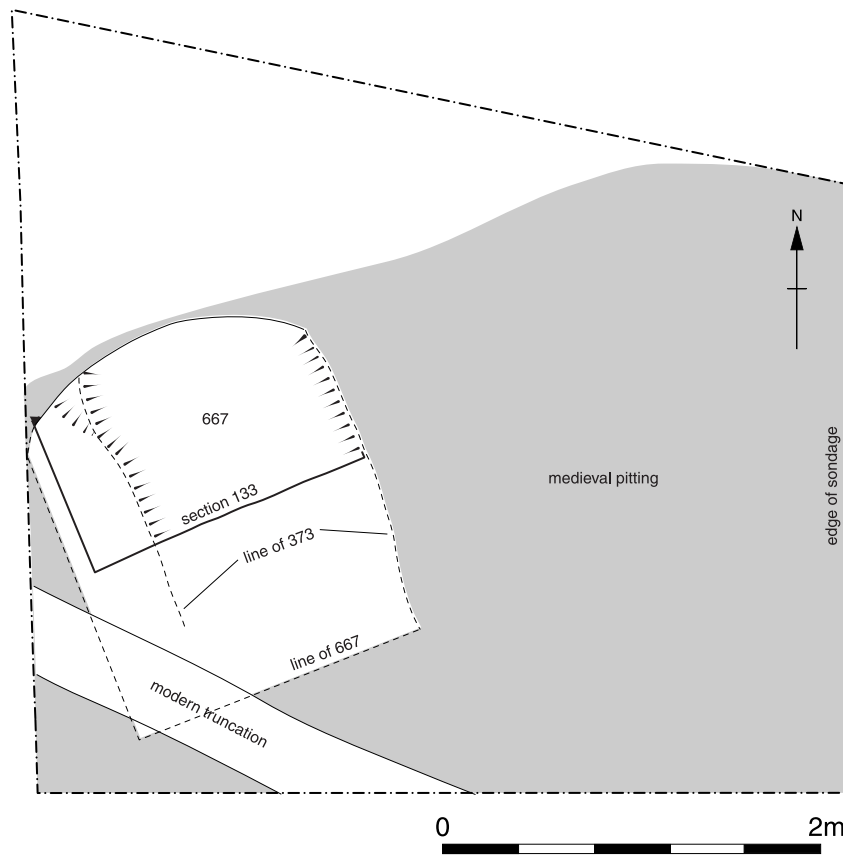 N
667
medieval pitting
edge of sondage
section 133
line of 373
line of 667
modern truncation
0
2m